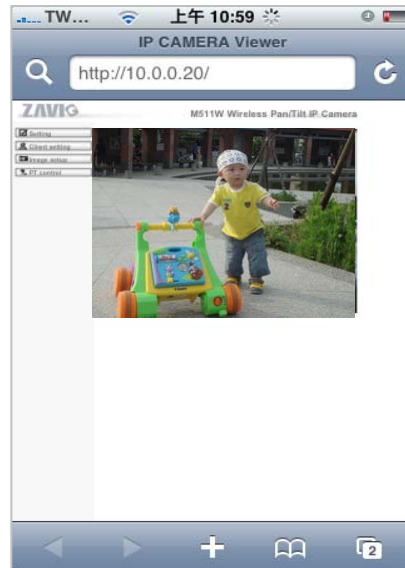 TW... 上午 10:59
IP CAMERA Viewer
http://10.0.0.20/
ZAVIO
M511W Wireless Pan/Tilt IP Camera
Setting
Client setting
Image setup
PT control
2